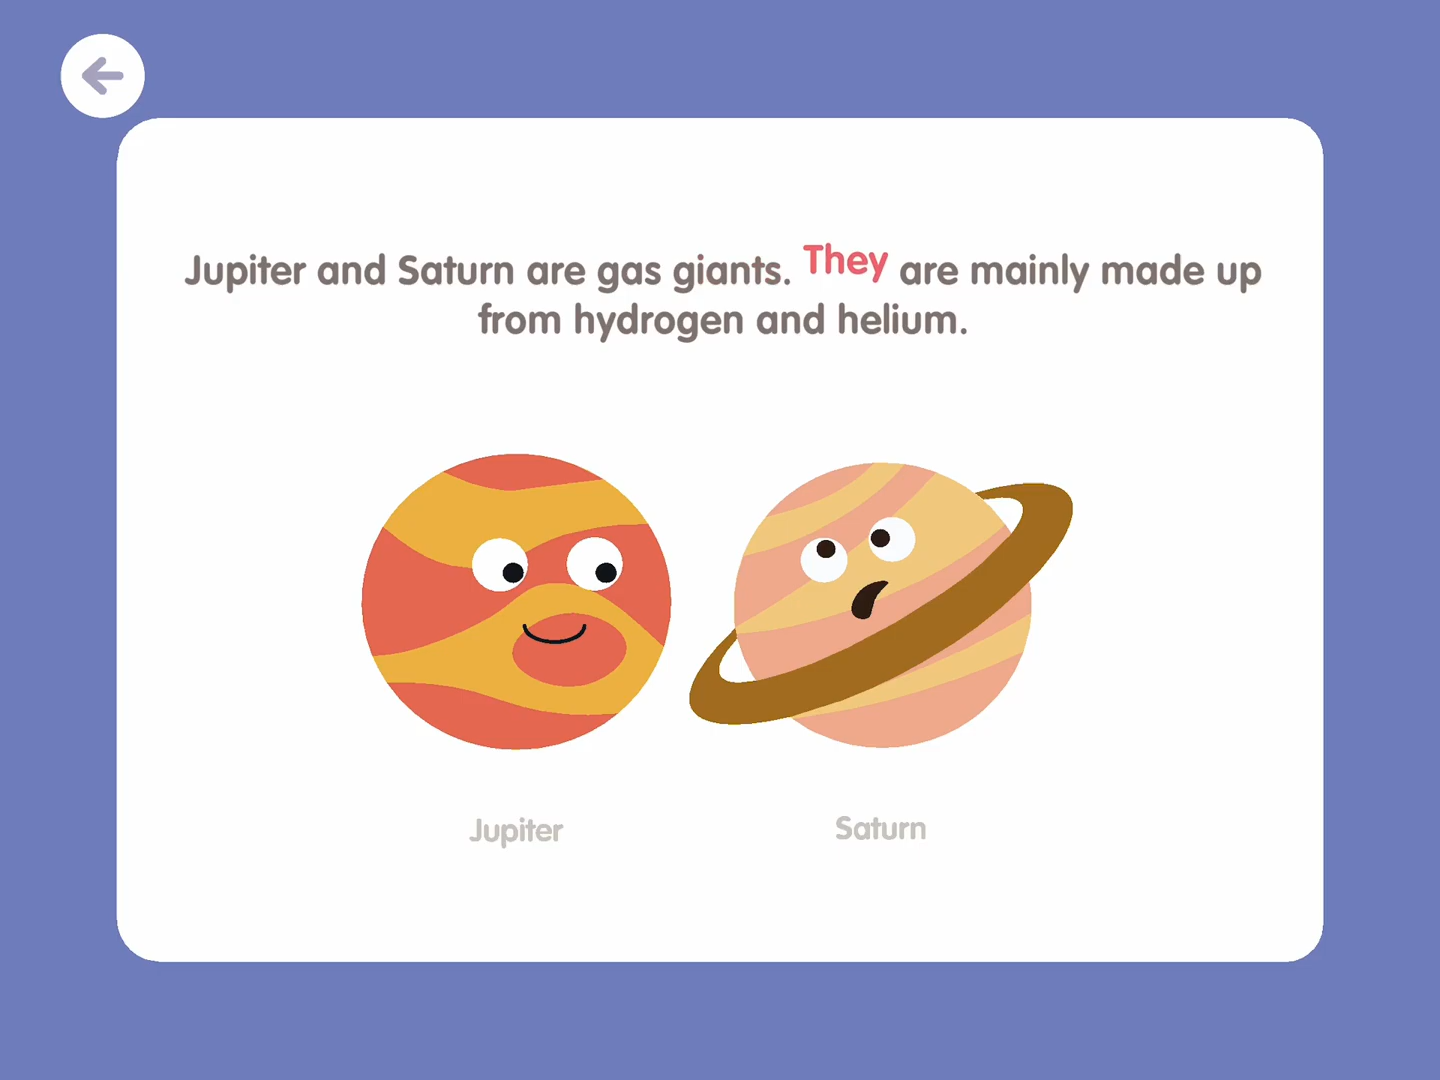 Jupiter and Saturn are gas giants. They are mainly made up
from hydrogen and helium.
Jupiter
Saturn